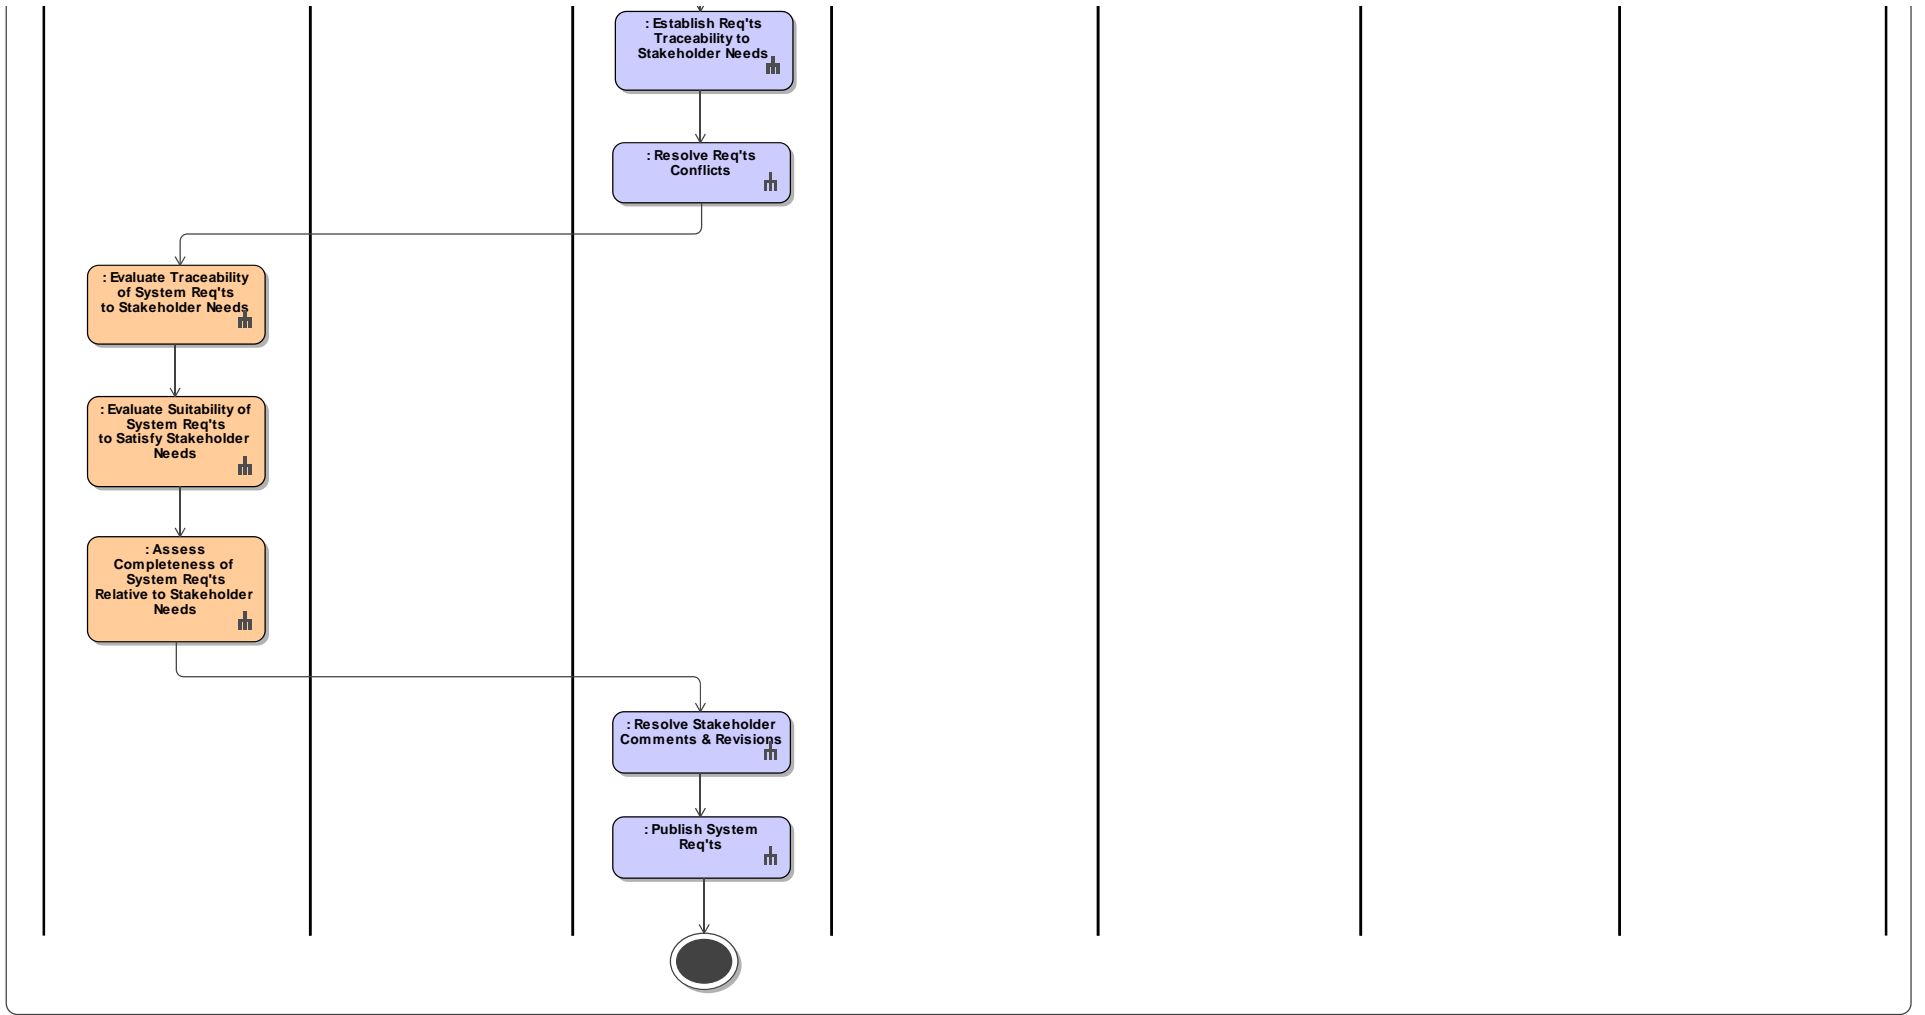 : Establish Req'ts
Traceability to
Stakeholder Needs
: Resolve Req'ts
Conflicts
: Evaluate Traceability
of System Req'ts
to Stakeholder Needs
: Evaluate Suitability of
System Req'ts
to Satisfy Stakeholder
Needs
: Assess
Completeness of
System Req'ts
Relative to Stakeholder
Needs
: Resolve Stakeholder
Comments & Revisions
: Publish System
Req'ts